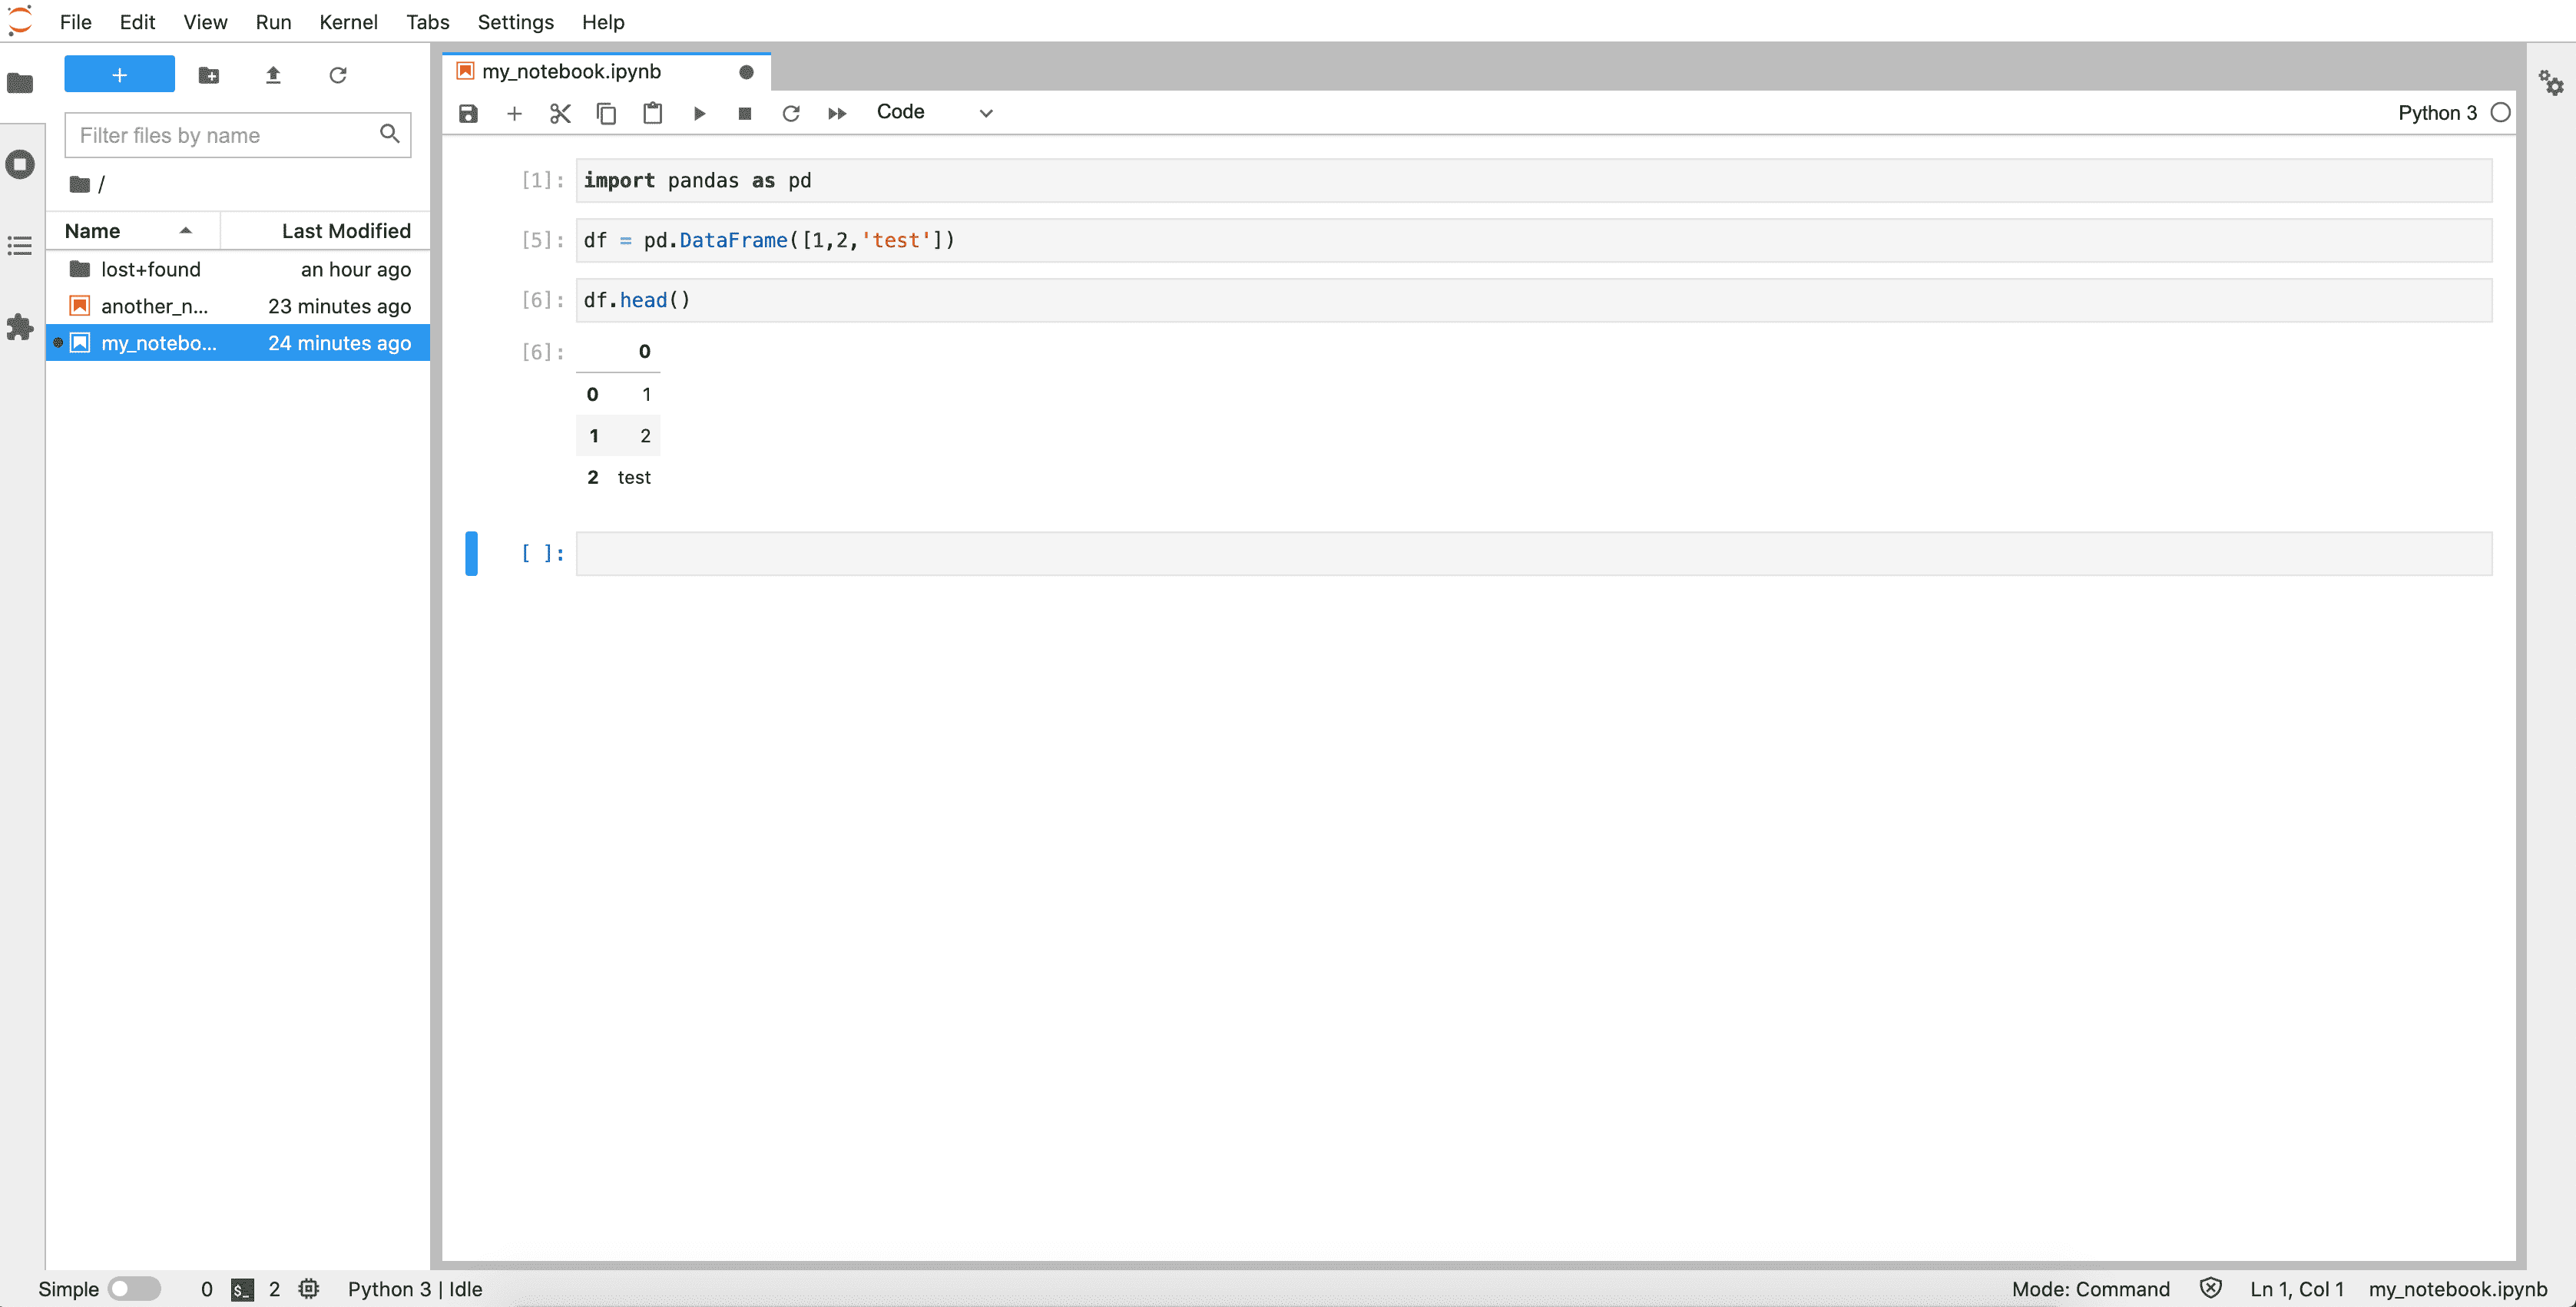 File Edit View Run Kernel Tabs Settings Help
+
Filter files by name
/
Name Last Modified
lost+found an hour ago
another_n... 23 minutes ago
my_notebo... 24 minutes ago
my_notebook.ipynb
Code
Python 3
[1]: import pandas as pd
[5]: df = pd.DataFrame([1,2,'test'])
[6]: df.head()
[6]: 0
0 1
1 2
2 test
[ ]:
Simple 0 $_ 2 Python 3 | Idle
Mode: Command Ln 1, Col 1 my_notebook.ipynb